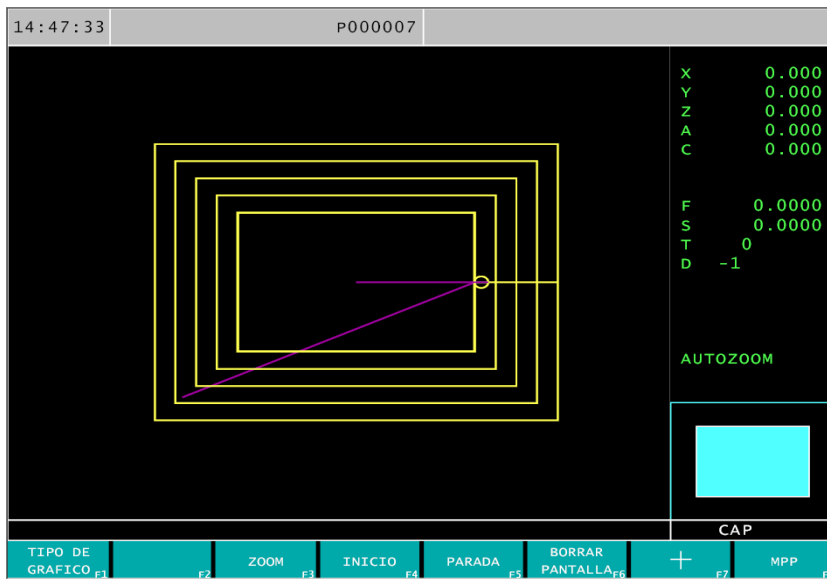 14:47:33 P000007
X 0.000
Y 0.000
Z 0.000
A 0.000
C 0.000
F 0.0000
S 0.0000
T 0
D -1
AUTOZOOM
CAP
TIPO DE GRAFICO F1
F2
ZOOM F3
INICIO F4
PARADA F5
BORRAR PANTALLA F6
+ F7
MPP